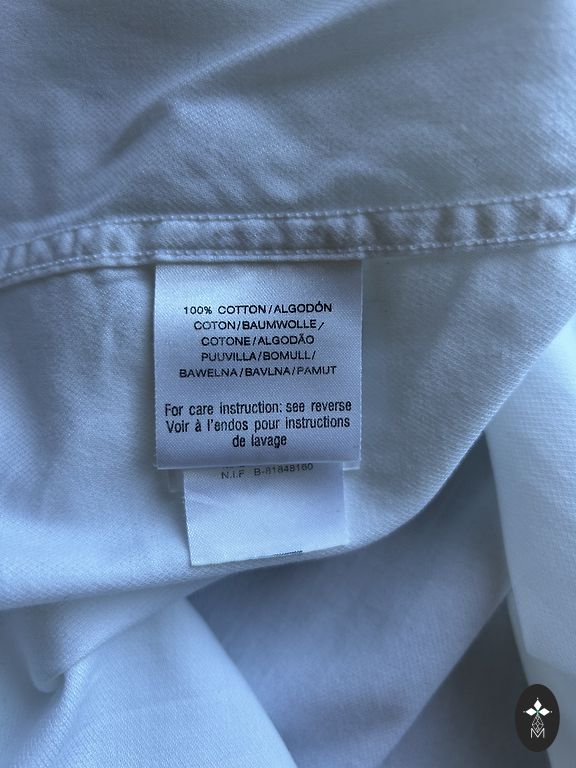 100% COTTON/ALGODÓN
COTON/BAUMWOLLE/
COTONE/ALGODÃO
PUUVILLA/BOMULL/
BAWELNA/BAVLNA/PAMUT
For care instruction: see reverse
Voir à l'endos pour instructions
de lavage
N.I.F B-81848160
M